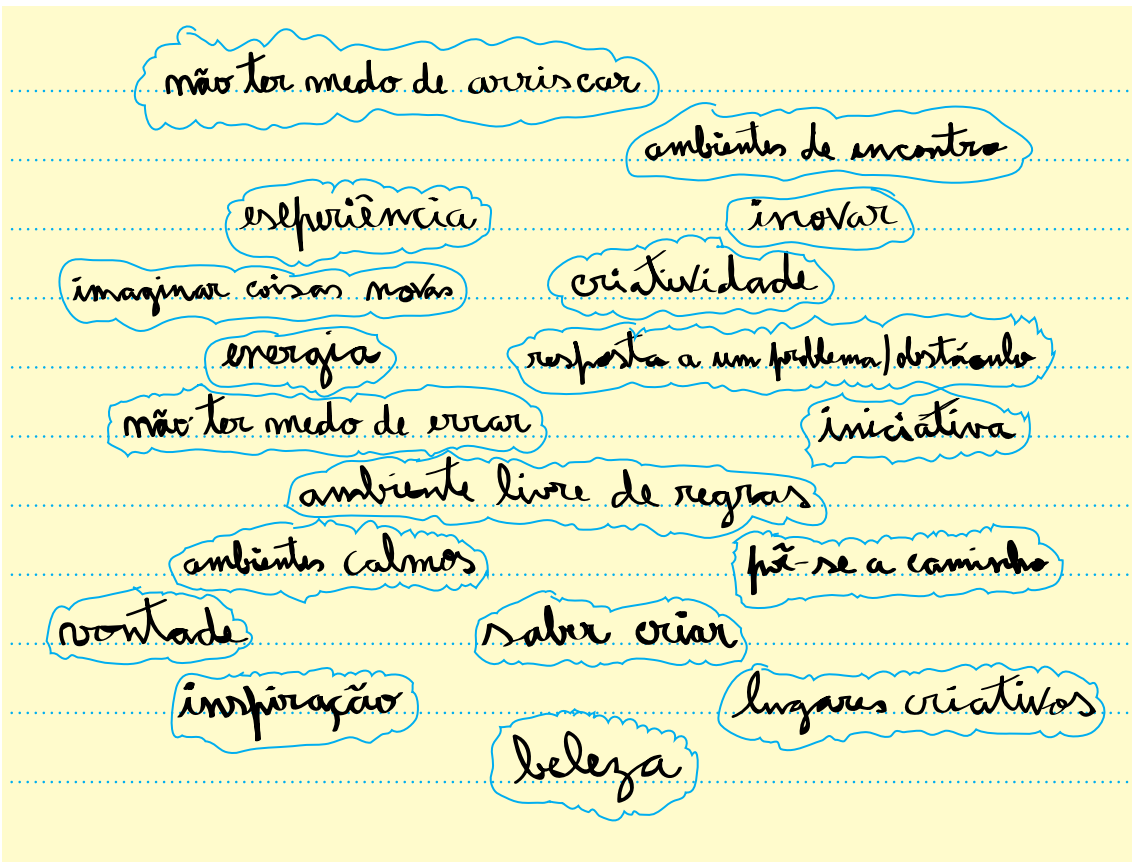 não ter medo de arriscar
ambientes de encontro
experiência
inovar
imaginar coisas novas
criatividade
energia
resposta a um problema/obstáculo
não ter medo de errar
iniciativa
ambiente livre de regras
ambientes calmos
pôr-se a caminho
vontade
saber criar
inspiração
lugares criativos
beleza